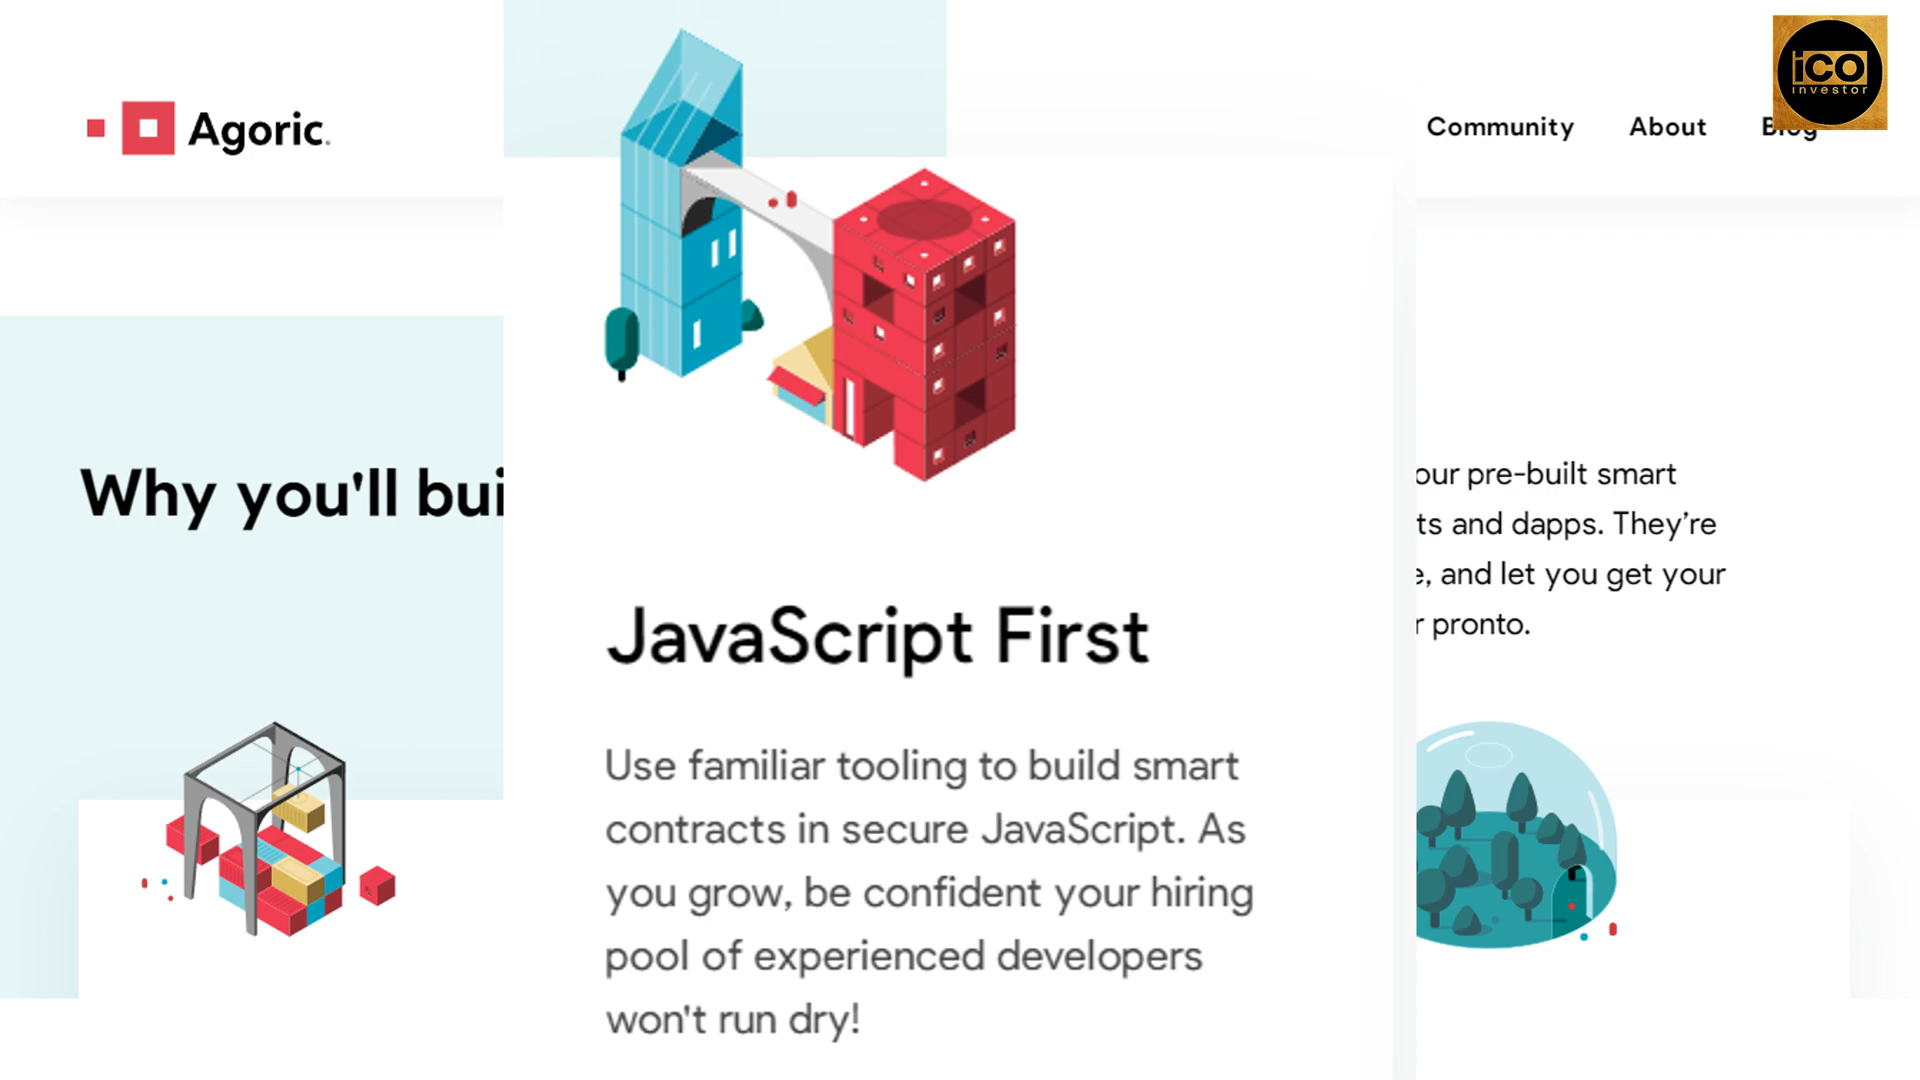 Agoric
Community About Blog
iCO
investor
Why you'll
our pre-built smart
and dapps. They’re
and let you get your
pronto.
JavaScript First
Use familiar tooling to build smart
contracts in secure JavaScript. As
you grow, be confident your hiring
pool of experienced developers
won't run dry!